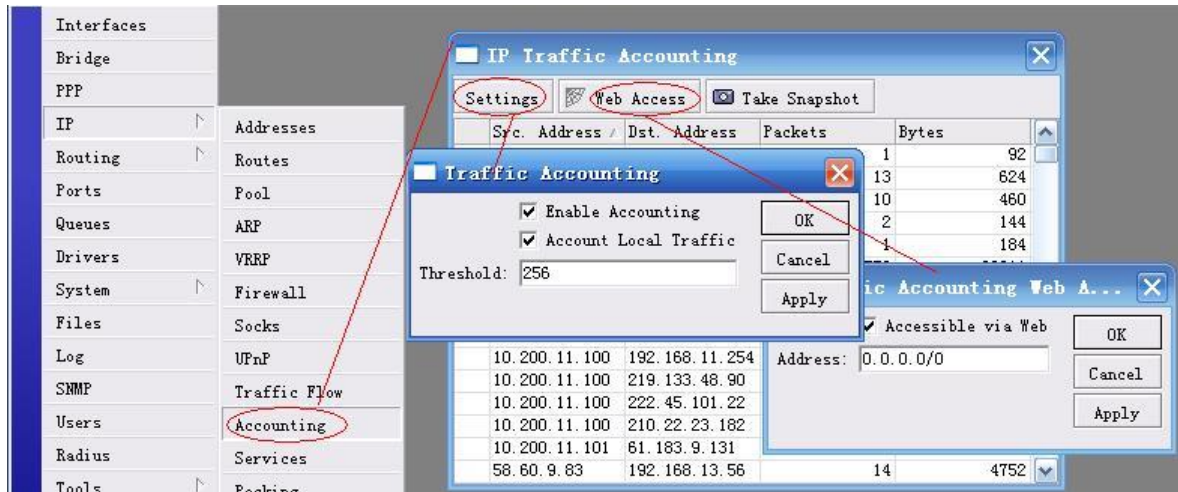 Interfaces
Bridge
PPP
IP
Routing
Ports
Queues
Drivers
System
Files
Log
SNMP
Users
Radius
Tools
Addresses
Routes
Pool
ARP
VRRP
Firewall
Socks
UPnP
Traffic Flow
Accounting
Services
Packing
IP Traffic Accounting
Settings Web Access Take Snapshot
Src. Address / Dst. Address Packets Bytes
1 92
13 624
10 460
2 144
1 184
10.200.11.100 192.168.11.254
10.200.11.100 219.133.48.90
10.200.11.100 222.45.101.22
10.200.11.100 210.22.23.182
10.200.11.101 61.183.9.131
58.60.9.83 192.168.13.56 14 4752
Traffic Accounting
Enable Accounting
Account Local Traffic
Threshold: 256
OK
Cancel
Apply
ic Accounting Web A...
Accessible via Web
Address: 0.0.0.0/0
OK
Cancel
Apply